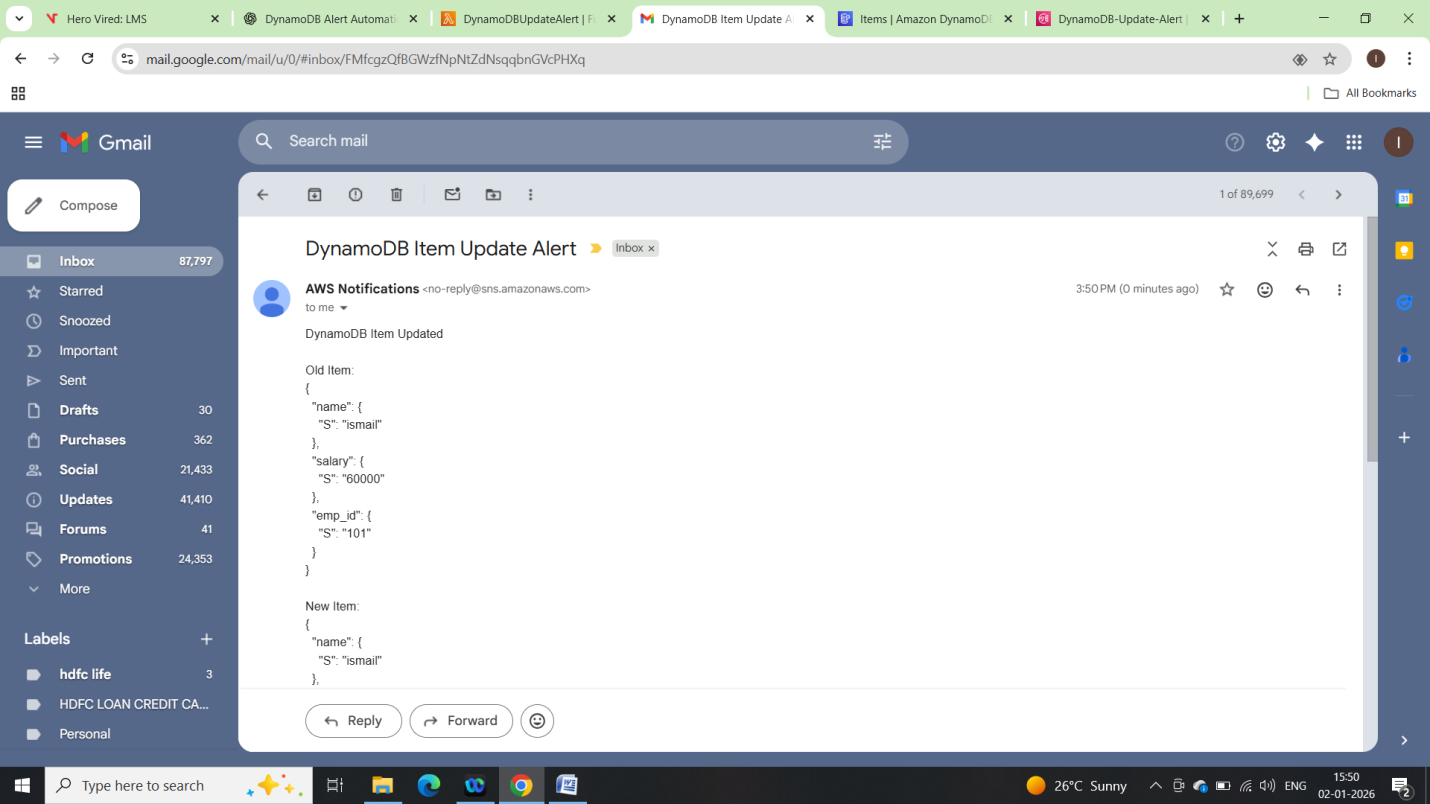 Hero Vired: LMS
DynamoDB Alert Automati
DynamoDBUpdateAlert | Fu
DynamoDB Item Update Al
Items | Amazon DynamoDB
DynamoDB-Update-Alert |
mail.google.com/mail/u/0/#inbox/FMfcgzQfBGWzfNpNtZdNsqqbnGVcPHXq
I
All Bookmarks
Gmail
Search mail
I
Compose
1 of 89,699
Inbox 87,797
Starred
Snoozed
Important
Sent
Drafts 30
Purchases 362
Social 21,433
Updates 41,410
Forums 41
Promotions 24,353
More
Labels
hdfc life 3
HDFC LOAN CREDIT CA...
Personal
DynamoDB Item Update Alert
Inbox x
AWS Notifications <no-reply@sns.amazonaws.com>
3:50 PM (0 minutes ago)
to me
DynamoDB Item Updated
Old Item:
{
"name": {
"S": "ismail"
},
"salary": {
"S": "60000"
},
"emp_id": {
"S": "101"
}
}
New Item:
{
"name": {
"S": "ismail"
},
Reply
Forward
31
Type here to search
26°C Sunny
ENG
15:50
02-01-2026
2